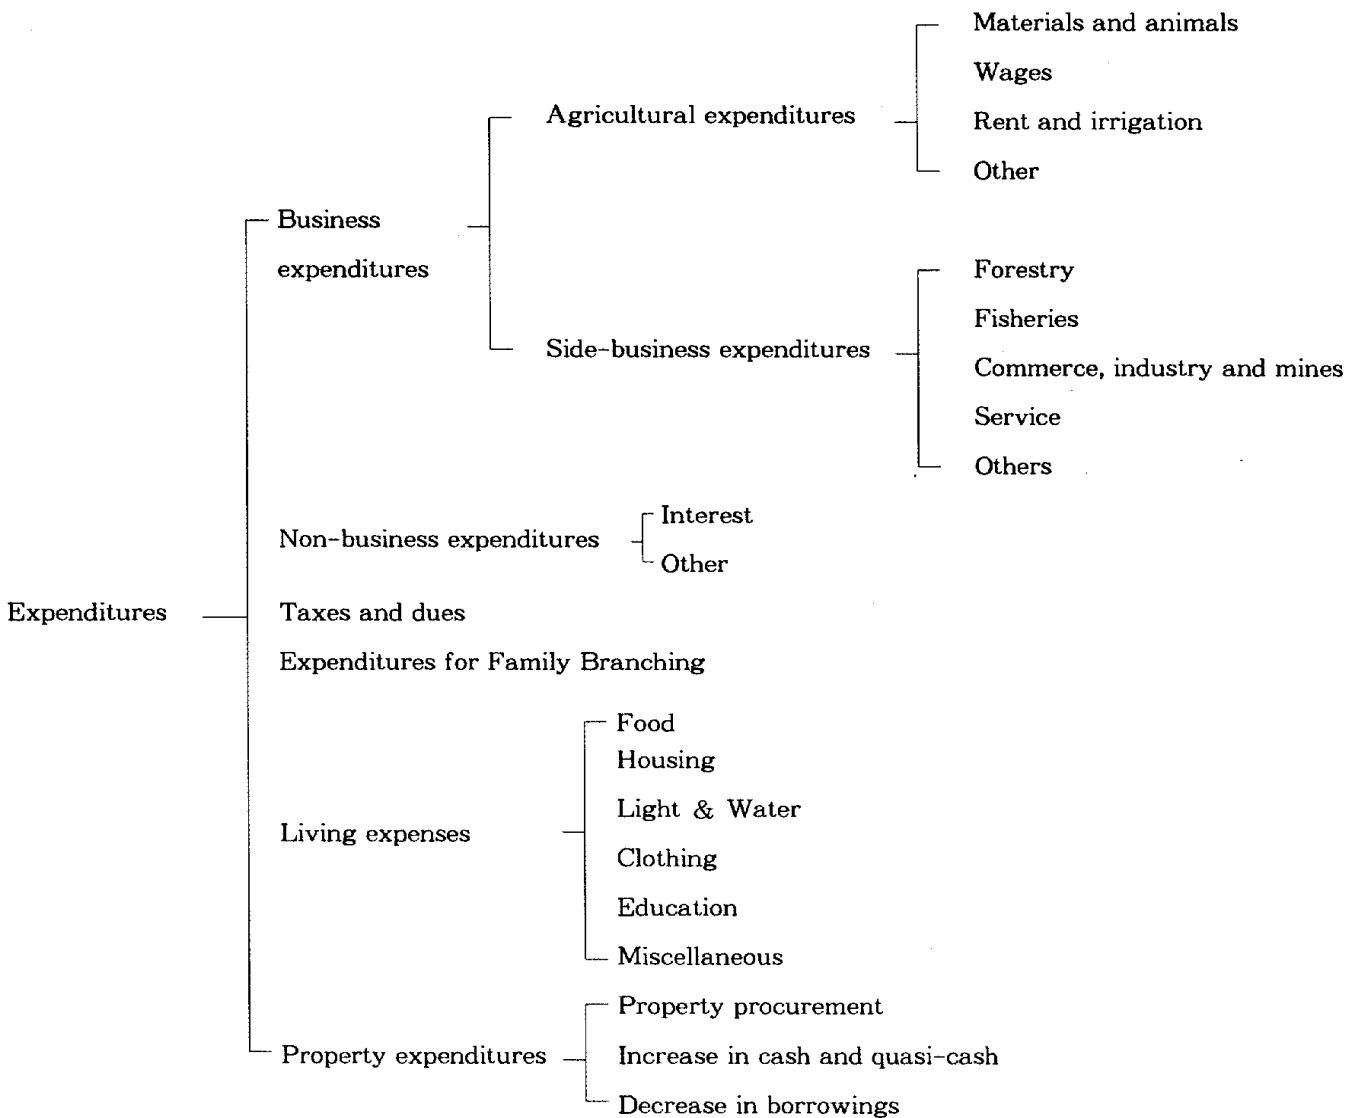 Materials and animals
Wages
Agricultural expenditures
Rent and irrigation
Other
Business
expenditures
Forestry
Fisheries
Side-business expenditures
Commerce, industry and mines
Service
Others
Interest
Non-business expenditures
Other
Expenditures
Taxes and dues
Expenditures for Family Branching
Food
Housing
Light & Water
Living expenses
Clothing
Education
Miscellaneous
Property procurement
Property expenditures
Increase in cash and quasi-cash
Decrease in borrowings